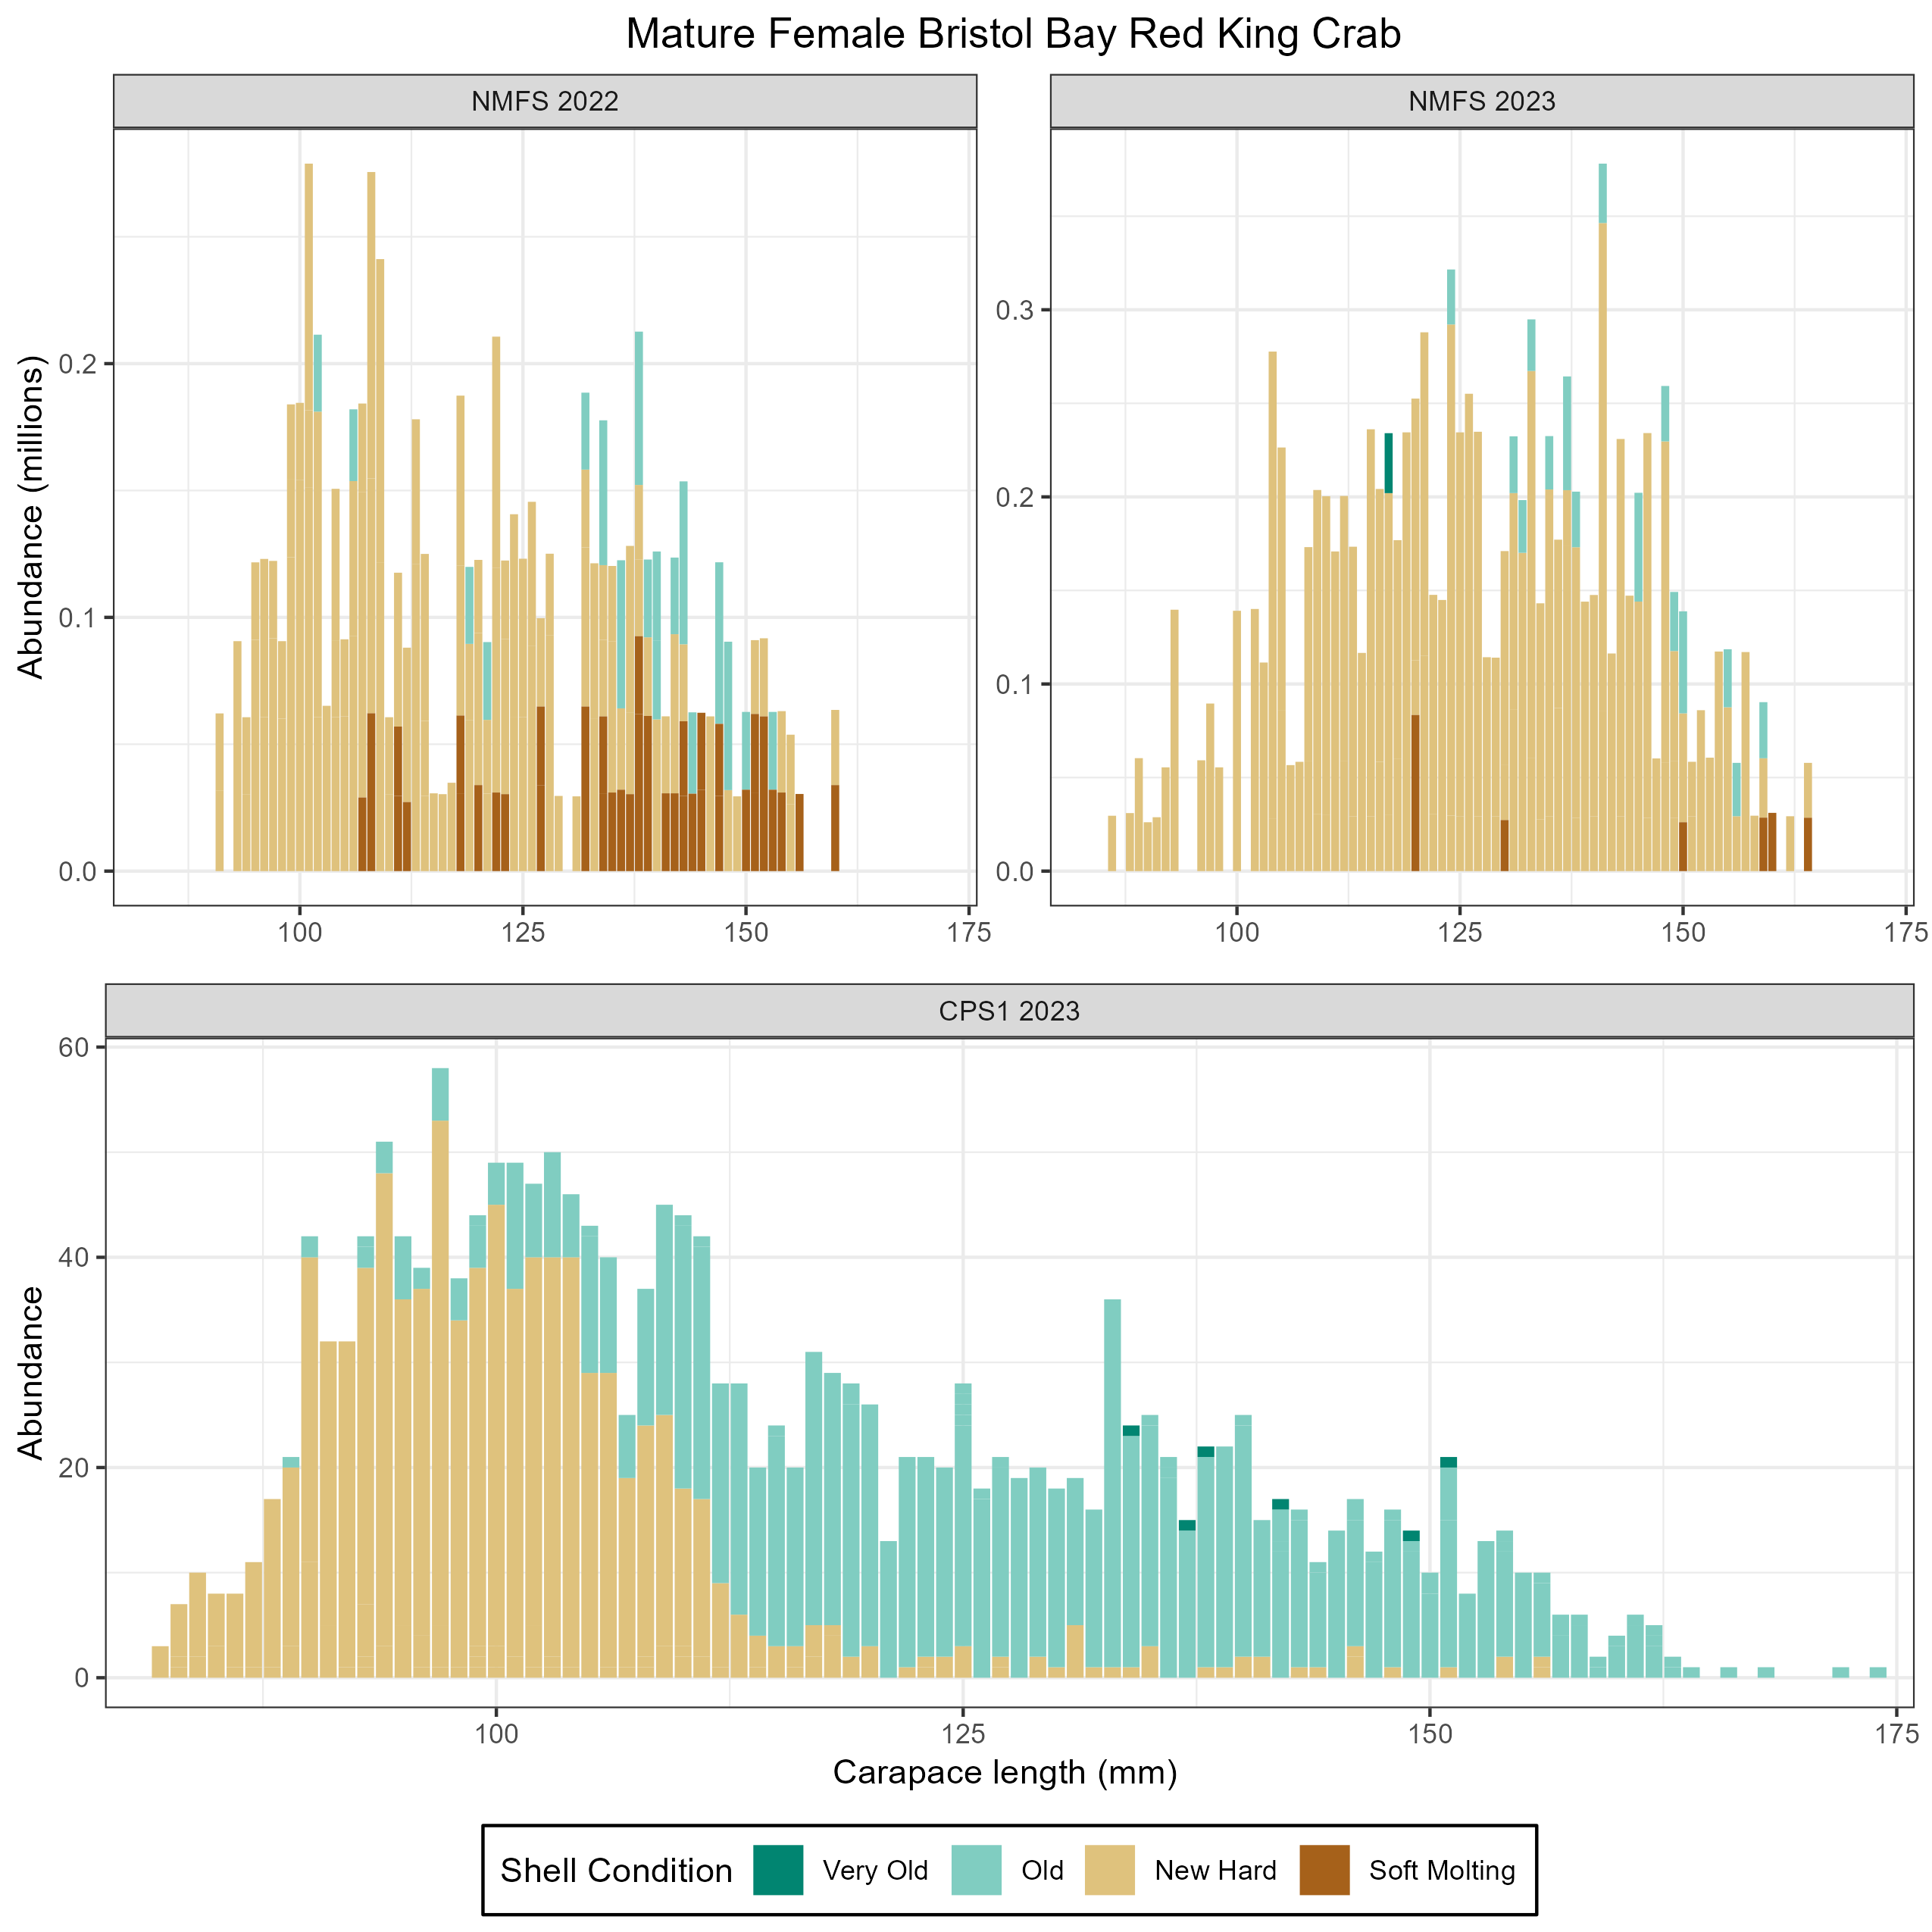 Mature Female Bristol Bay Red King Crab
NMFS 2022
NMFS 2023
Abundance (millions)
0.2
0.1
0.0
100 125 150 175
0.3
0.2
0.1
0.0
100 125 150 175
CPS1 2023
Abundance
60
40
20
0
100 125 150 175
Carapace length (mm)
Shell Condition Very Old Old New Hard Soft Molting